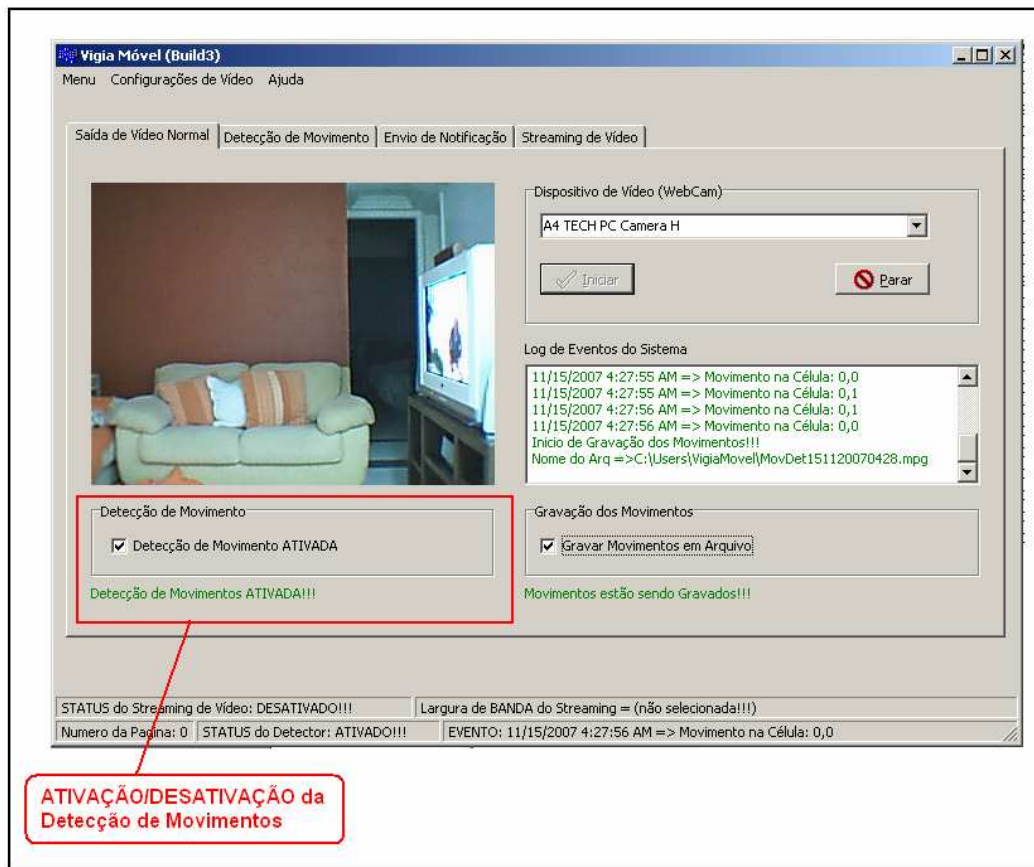 Vigia Móvel (Build3)
Menu Configurações de Vídeo Ajuda
Saída de Vídeo Normal Detecção de Movimento Envio de Notificação Streaming de Vídeo
Dispositivo de Vídeo (WebCam)
A4 TECH PC Camera H
Iniciar Parar
Log de Eventos do Sistema
11/15/2007 4:27:55 AM => Movimento na Célula: 0,0
11/15/2007 4:27:55 AM => Movimento na Célula: 0,1
11/15/2007 4:27:56 AM => Movimento na Célula: 0,1
11/15/2007 4:27:56 AM => Movimento na Célula: 0,0
Inicio de Gravação dos Movimentos!!!
Nome do Arq =>C:\Users\VigiaMovel\MovDet151120070428.mpg
Detecção de Movimento
Detecção de Movimento ATIVADA
Detecção de Movimentos ATIVADA!!!
Gravação dos Movimentos
Gravar Movimentos em Arquivo
Movimentos estão sendo Gravados!!!
STATUS do Streaming de Vídeo: DESATIVADO!!! Largura de BANDA do Streaming = (não selecionada!!!)
Numero da Pagina: 0 STATUS do Detector: ATIVADO!!! EVENTO: 11/15/2007 4:27:56 AM => Movimento na Célula: 0,0
ATIVAÇÃO/DESATIVAÇÃO da
Detecção de Movimentos